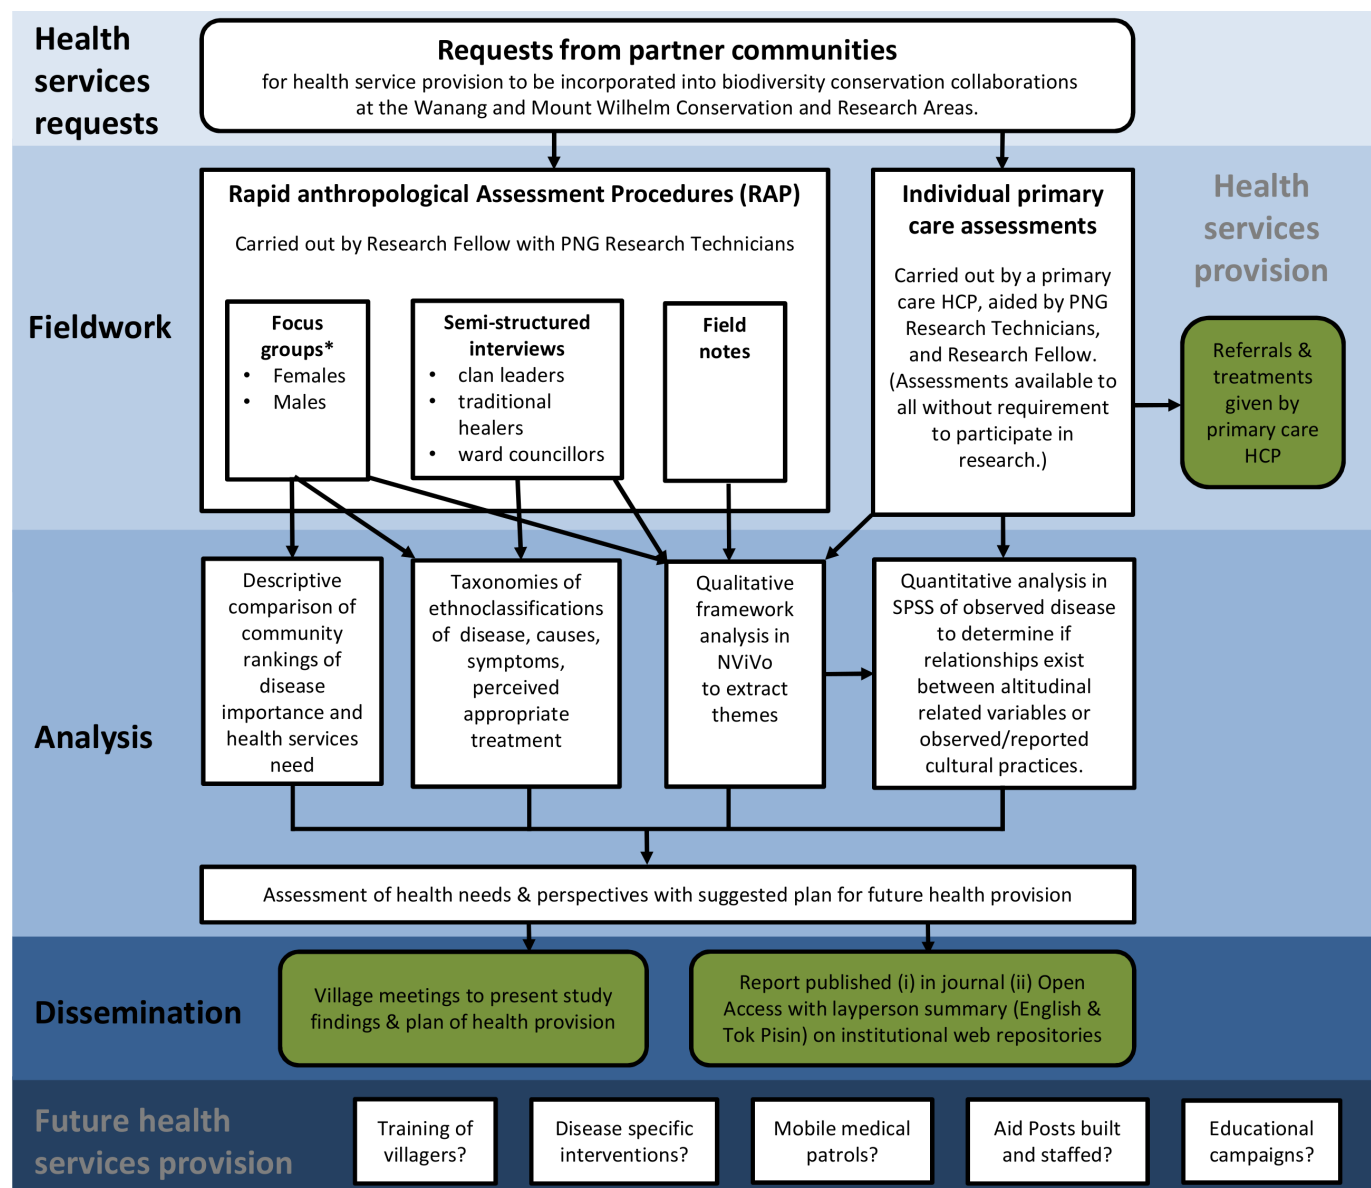 Health
services
requests
Requests from partner communities
for health service provision to be incorporated into biodiversity conservation collaborations
at the Wanang and Mount Wilhelm Conservation and Research Areas.
Fieldwork
Rapid anthropological Assessment Procedures (RAP)
Carried out by Research Fellow with PNG Research Technicians
Focus
groups*
• Females
• Males
Semi-structured
interviews
• clan leaders
• traditional
healers
• ward councillors
Field
notes
Individual primary
care assessments
Carried out by a primary
care HCP, aided by PNG
Research Technicians,
and Research Fellow.
(Assessments available to
all without requirement
to participate in
research.)
Health
services
provision
Referrals &
treatments
given by
primary care
HCP
Analysis
Descriptive
comparison of
community
rankings of
disease
importance and
health services
need
Taxonomies of
ethnoclassifications
of disease, causes,
symptoms,
perceived
appropriate
treatment
Qualitative
framework
analysis in
NViVo
to extract
themes
Quantitative analysis in
SPSS of observed disease
to determine if
relationships exist
between altitudinal
related variables or
observed/reported
cultural practices.
Assessment of health needs & perspectives with suggested plan for future health provision
Dissemination
Village meetings to present study
findings & plan of health provision
Report published (i) in journal (ii) Open
Access with layperson summary (English &
Tok Pisin) on institutional web repositories
Future health
services provision
Training of
villagers?
Disease specific
interventions?
Mobile medical
patrols?
Aid Posts built
and staffed?
Educational
campaigns?